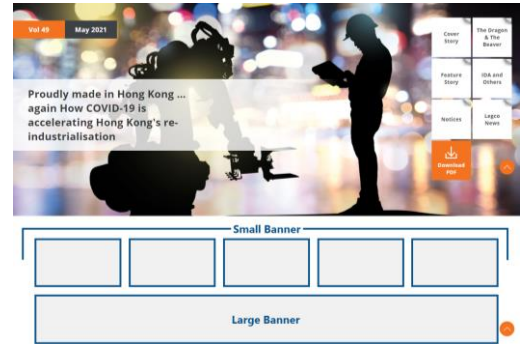 Vol 49
May 2021
Cover
Story
The Dragon
& The
Beaver
Feature
Story
IOA and
Others
Notices
Legco
News
Download
PDF
Proudly made in Hong Kong ...
again How COVID-19 is
accelerating Hong Kong's re-
industrialisation
Small Banner
Large Banner